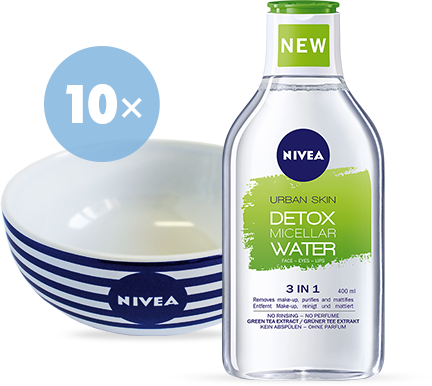 10×
NIVEA
NEW
NIVEA
URBAN SKIN
DETOX
MICELLAR
WATER
FACE – EYES – LIPS
3 IN 1
400 ml
Removes make-up, purifies and mattifies
Entfernt Make-up, reinigt und mattiert
NO RINSING – NO PERFUME
GREEN TEA EXTRACT / GRÜNER TEE EXTRAKT
KEIN ABSPÜLEN – OHNE PARFUM